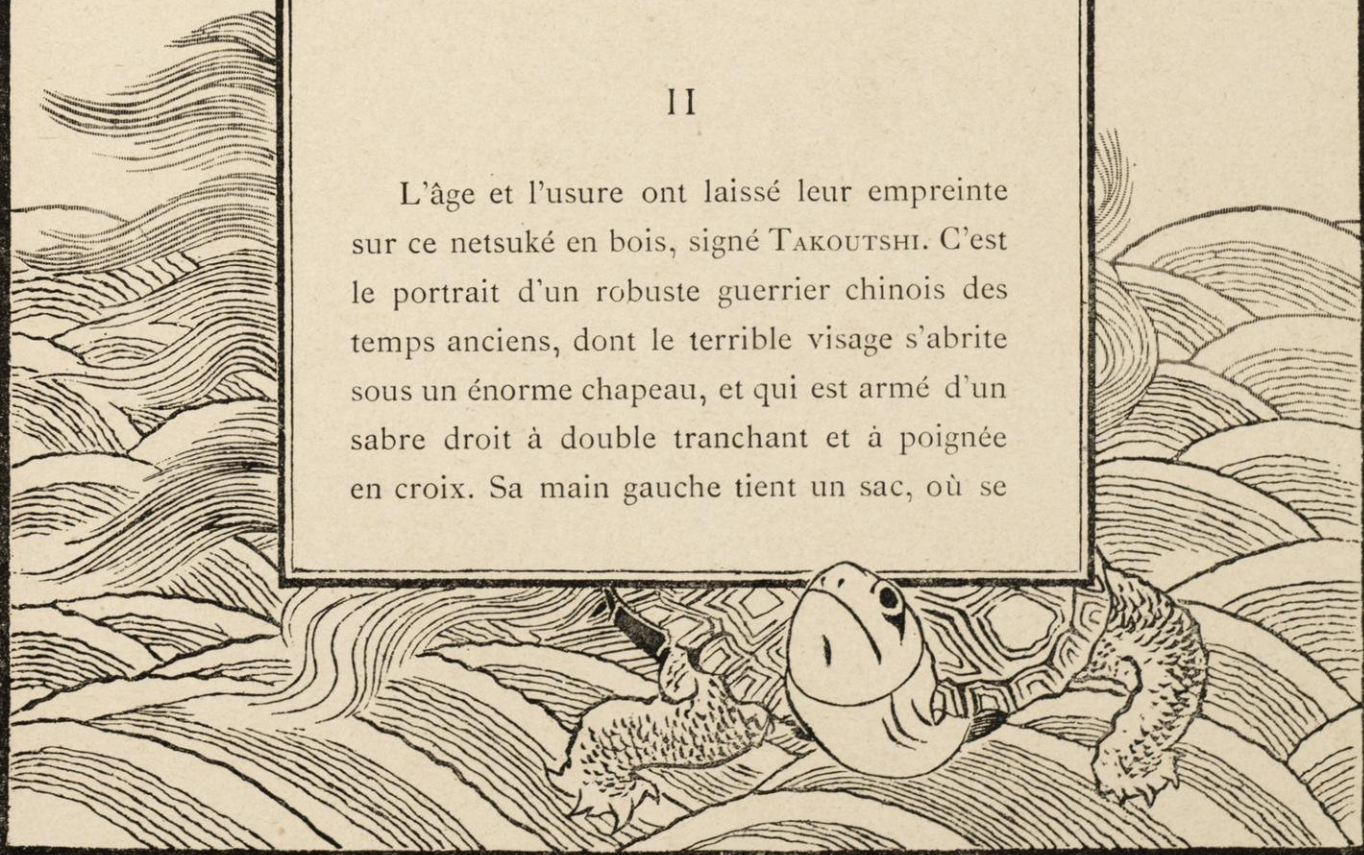 II
L'âge et l'usure ont laissé leur empreinte
sur ce netsuké en bois, signé TAKOUTSHI. C'est
le portrait d'un robuste guerrier chinois des
temps anciens, dont le terrible visage s'abrite
sous un énorme chapeau, et qui est armé d'un
sabre droit à double tranchant et à poignée
en croix. Sa main gauche tient un sac, où se